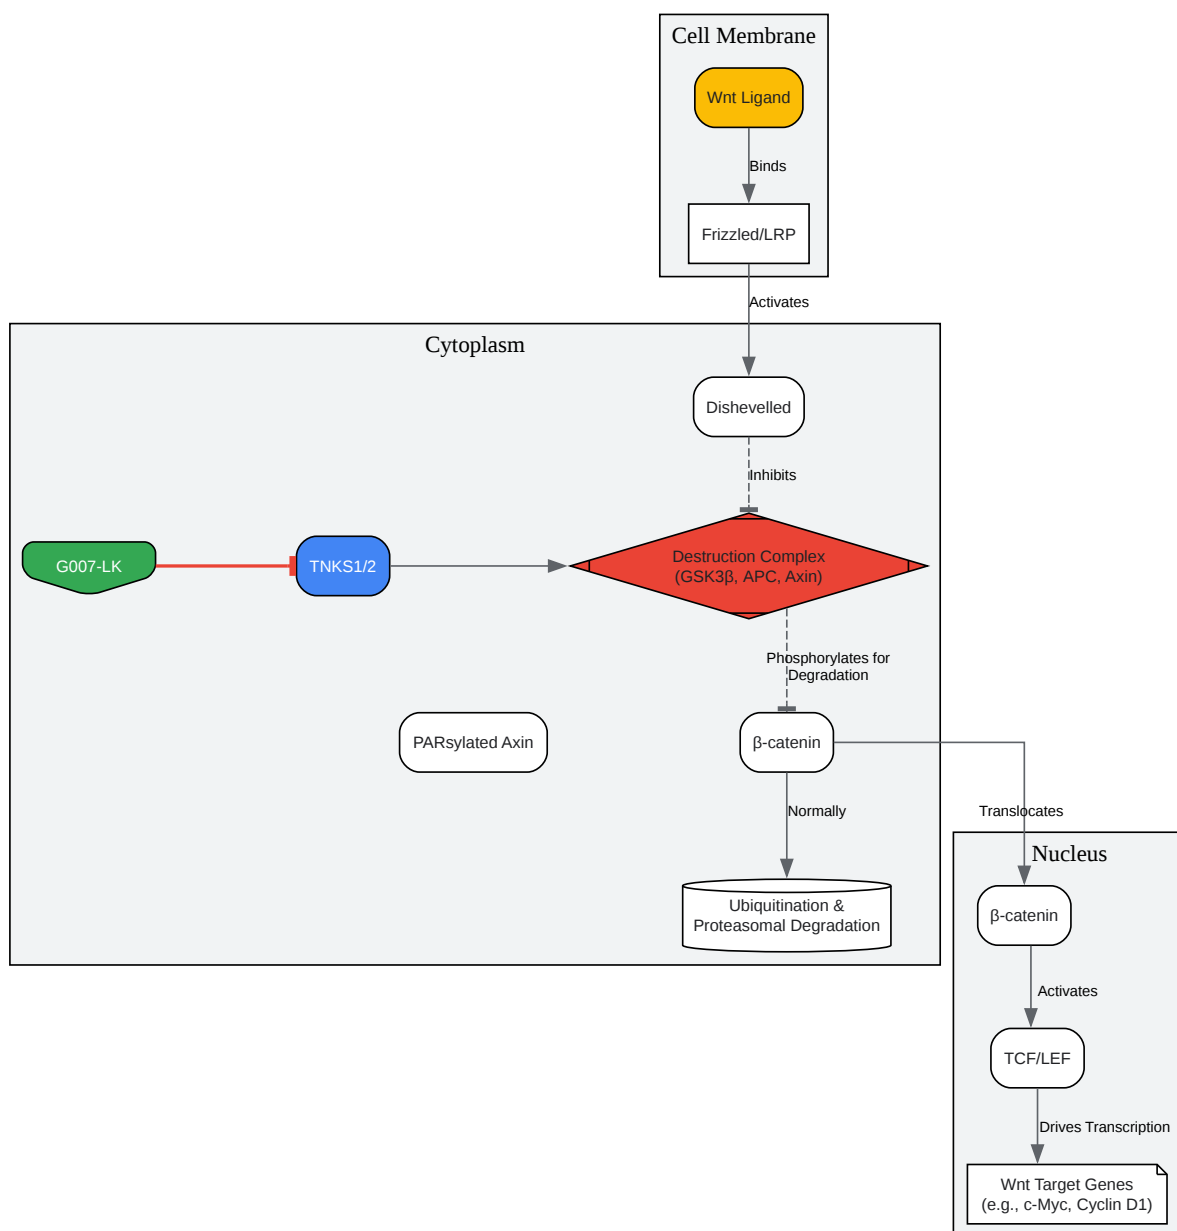 Cell Membrane
Wnt Ligand
Binds
Frizzled/LRP
Activates
Cytoplasm
Dishevelled
Inhibits
G007-LK
TNKS1/2
Destruction Complex
(GSK3β, APC, Axin)
Phosphorylates for
Degradation
PARsylated Axin
β-catenin
Normally
Translocates
Ubiquitination &
Proteasomal Degradation
Nucleus
β-catenin
Activates
TCF/LEF
Drives Transcription
Wnt Target Genes
(e.g., c-Myc, Cyclin D1)